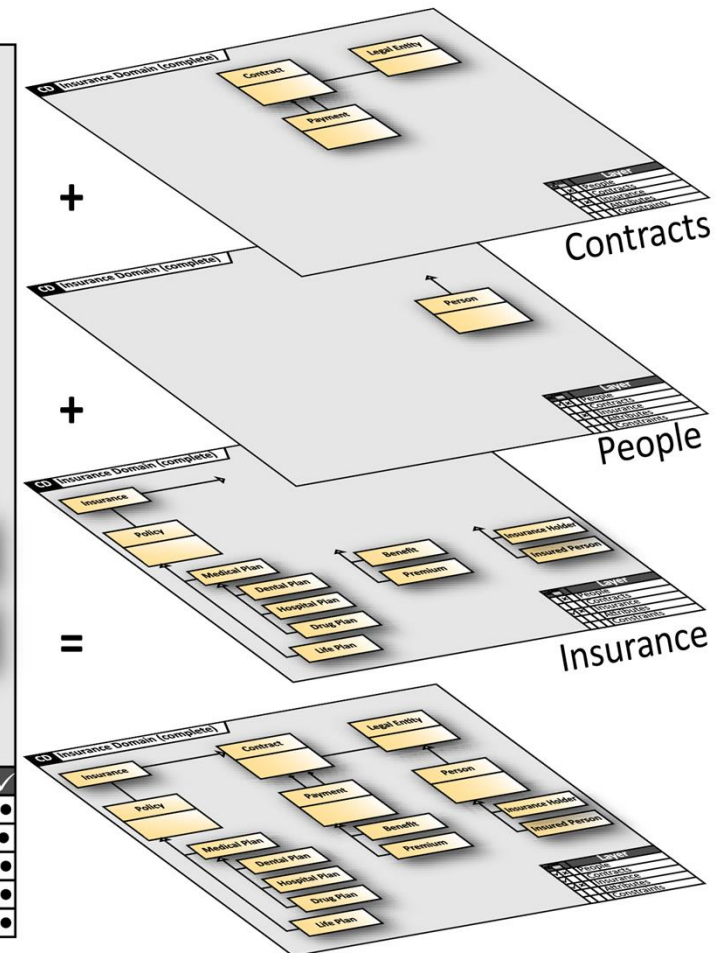 CD Insurance Domain (complete)
Contract
Legal Entity
Payment
Layer
People
Contracts
Insurance
Attributes
Constraints
Contracts
+
CD Insurance Domain (complete)
Person
Layer
People
Contracts
Insurance
Attributes
Constraints
People
+
CD Insurance Domain (complete)
Insurance
Policy
Medical Plan
Dental Plan
Hospital Plan
Drug Plan
Life Plan
Benefit
Premium
Insurance Holder
Insured Person
Layer
People
Contracts
Insurance
Attributes
Constraints
Insurance
=
CD Insurance Domain (complete)
Insurance
Contract
Legal Entity
Policy
Payment
Person
Medical Plan
Dental Plan
Hospital Plan
Drug Plan
Life Plan
Benefit
Premium
Insurance Holder
Insured Person
Layer
People
Contracts
Insurance
Attributes
Constraints